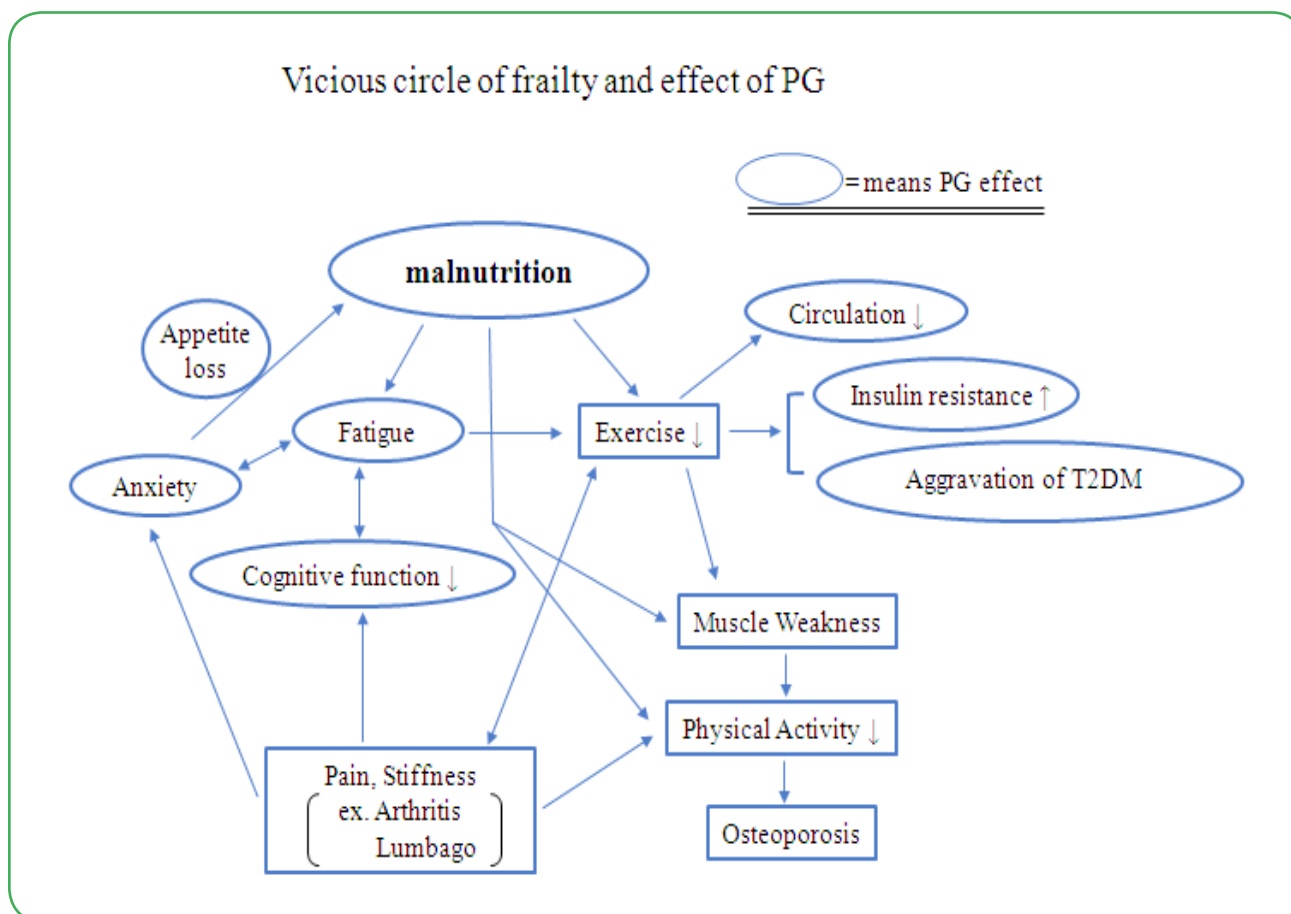 Vicious circle of frailty and effect of PG
=means PG effect
malnutrition
Circulation ↓
Appetite
loss
Insulin resistance ↑
Fatigue
Exercise ↓
Anxiety
Aggravation of T2DM
Cognitive function ↓
Muscle Weakness
Physical Activity ↓
Pain, Stiffness
ex. Arthritis
Lumbago
Osteoporosis